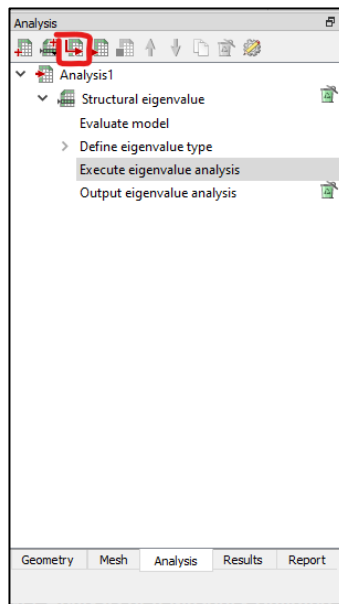 Analysis
Analysis1
Structural eigenvalue
Evaluate model
Define eigenvalue type
Execute eigenvalue analysis
Output eigenvalue analysis
Geometry Mesh Analysis Results Report